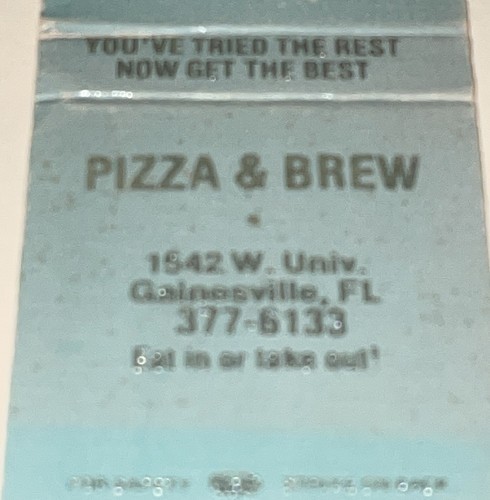 YOU'VE TRIED THE REST
NOW GET THE BEST
PIZZA & BREW
1642 W. Univ.
Gainesville, FL
377-6133
Eat in or take out!